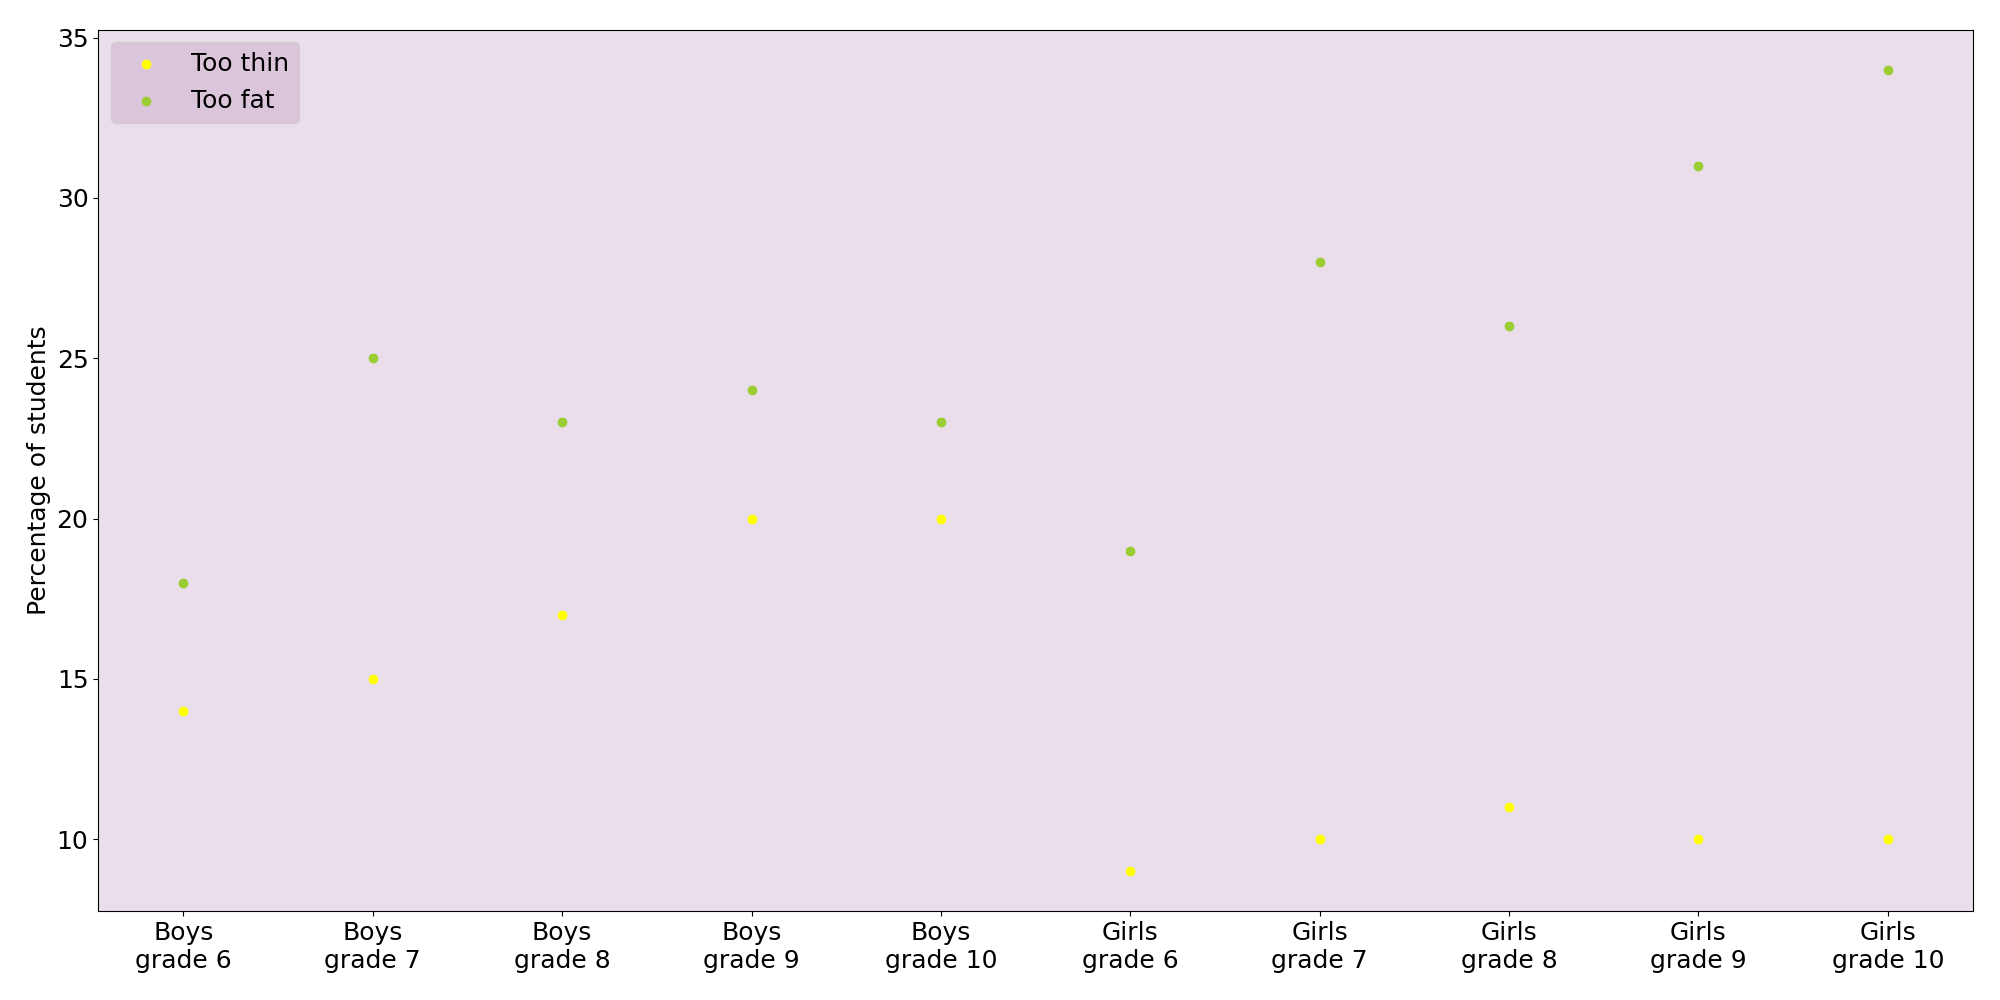 Too thin
Too fat
Percentage of students
35
30
25
20
15
10
Boys
grade 6
Boys
grade 7
Boys
grade 8
Boys
grade 9
Boys
grade 10
Girls
grade 6
Girls
grade 7
Girls
grade 8
Girls
grade 9
Girls
grade 10